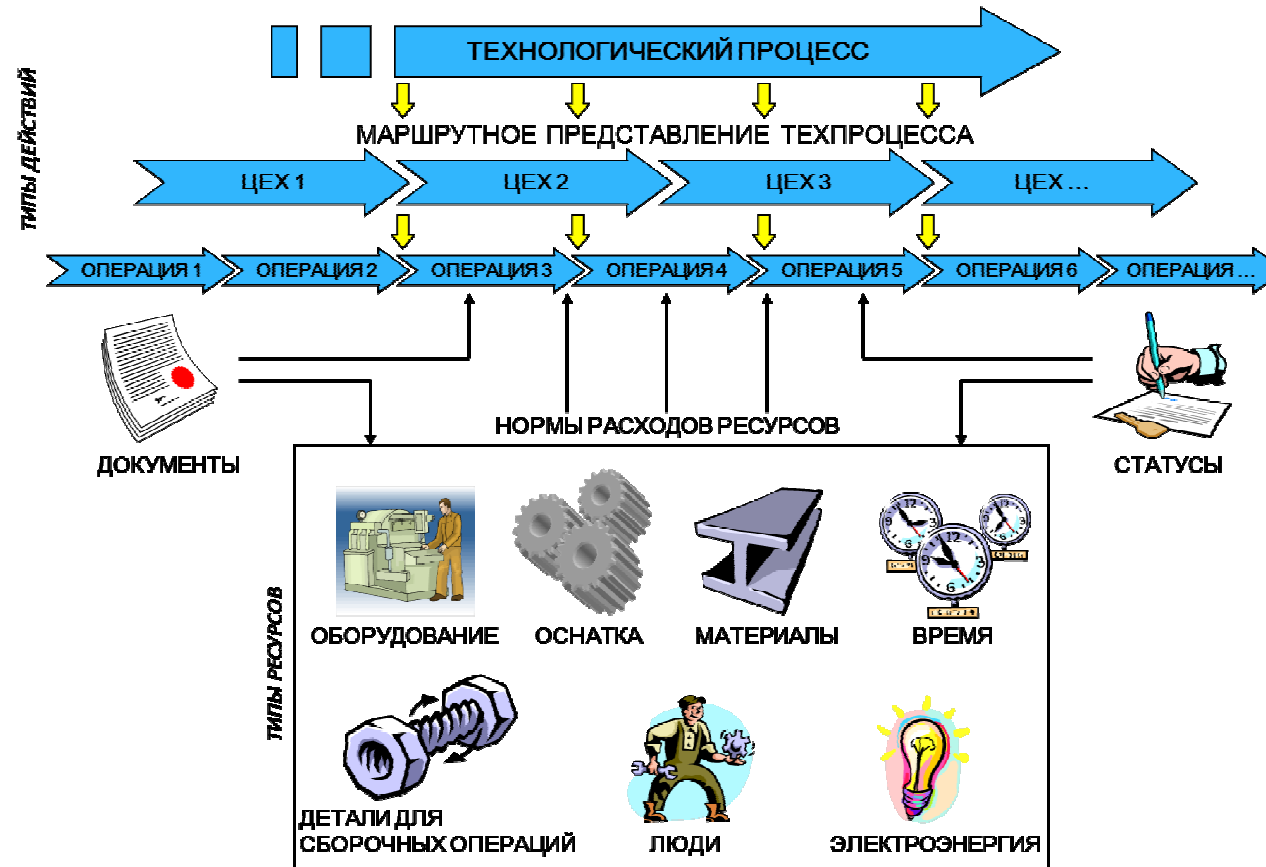 ТЕХНОЛОГИЧЕСКИЙ ПРОЦЕСС
ТИПЫ ДЕЙСТВИЙ
МАРШРУТНОЕ ПРЕДСТАВЛЕНИЕ ТЕХПРОЦЕССА
ЦЕХ 1
ЦЕХ 2
ЦЕХ 3
ЦЕХ ...
ОПЕРАЦИЯ 1
ОПЕРАЦИЯ 2
ОПЕРАЦИЯ 3
ОПЕРАЦИЯ 4
ОПЕРАЦИЯ 5
ОПЕРАЦИЯ 6
ОПЕРАЦИЯ ...
НОРМЫ РАСХОДОВ РЕСУРСОВ
ДОКУМЕНТЫ
СТАТУСЫ
ТИПЫ РЕСУРСОВ
ОБОРУДОВАНИЕ
ОСНАТКА
МАТЕРИАЛЫ
ВРЕМЯ
ДЕТАЛИ ДЛЯ
СБОРОЧНЫХ ОПЕРАЦИЙ
ЛЮДИ
ЭЛЕКТРОЭНЕРГИЯ